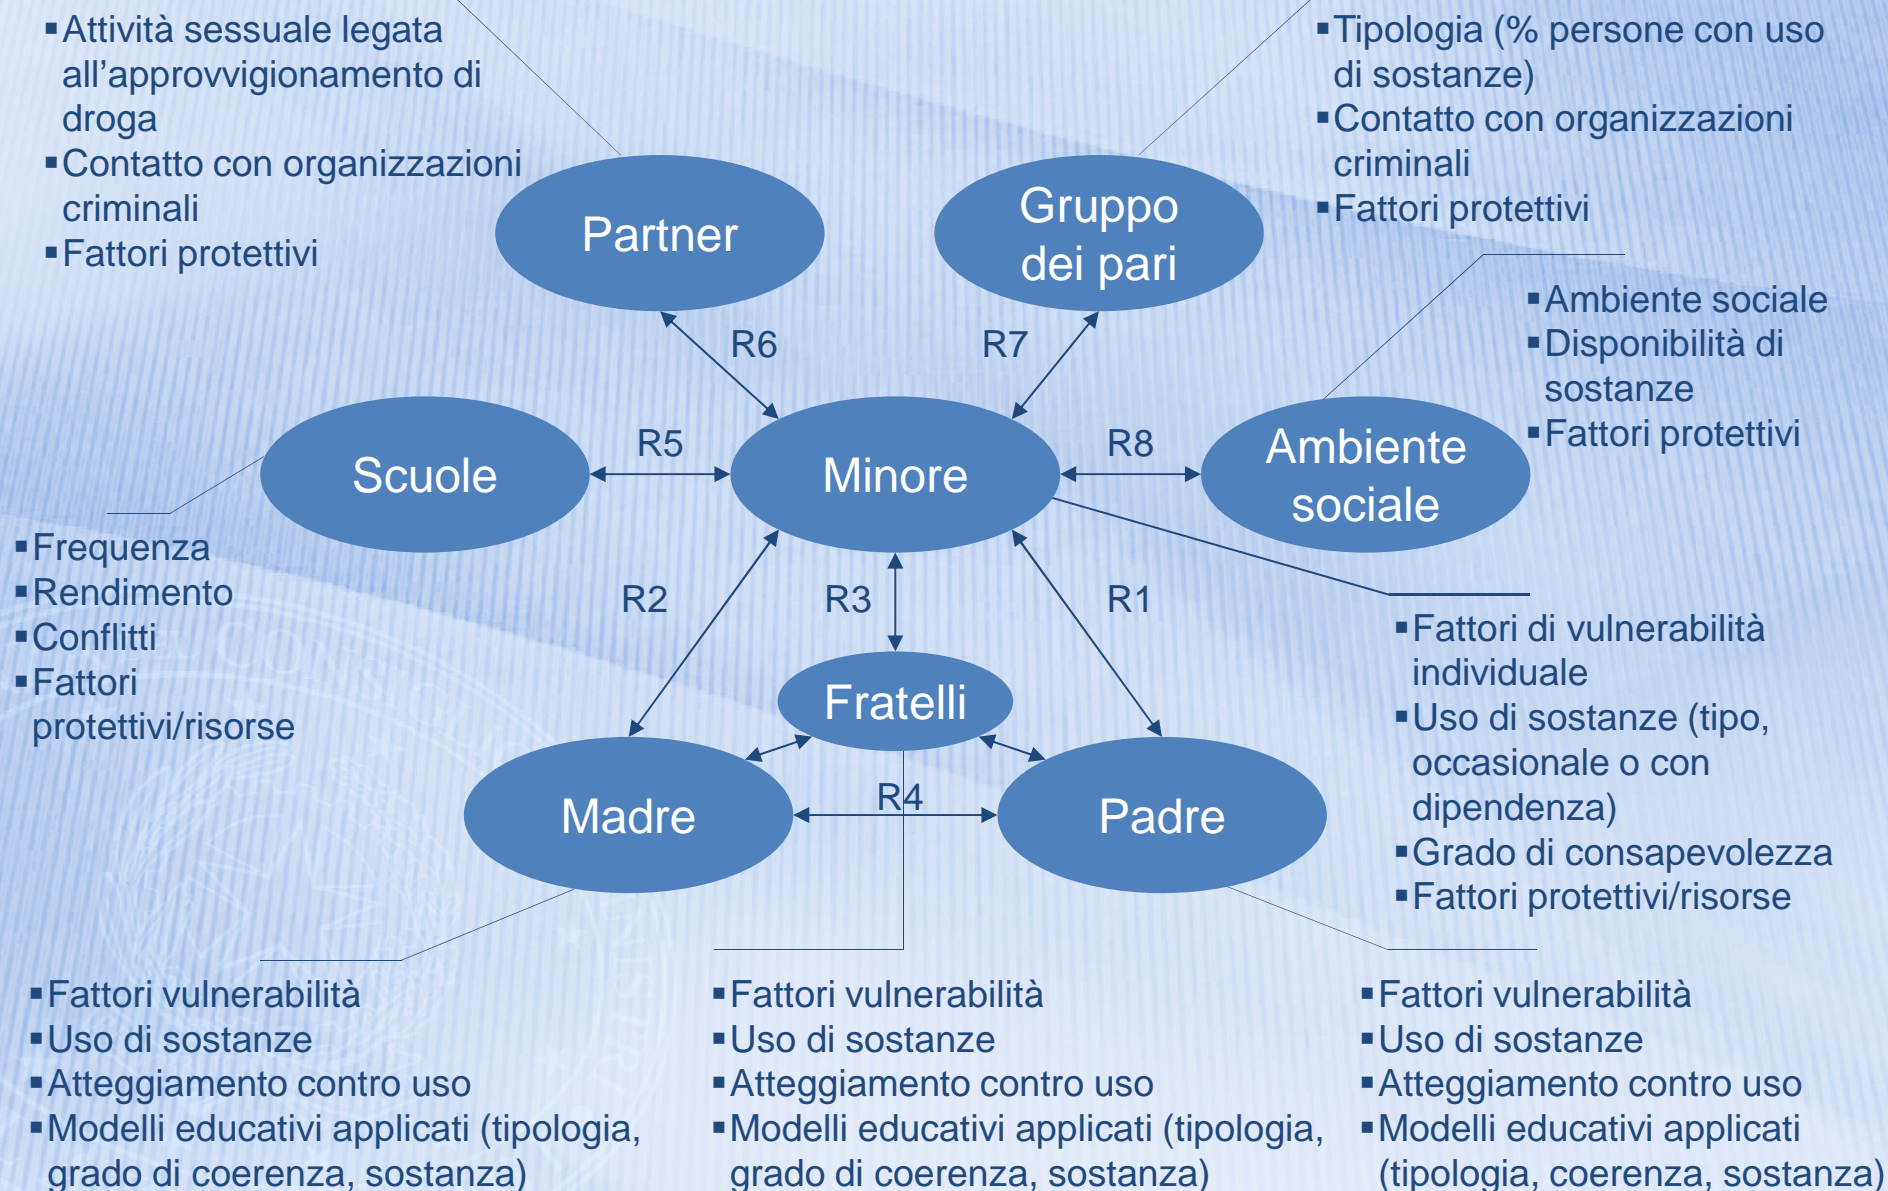 ▪Attività sessuale legata
all'approvvigionamento di
droga
▪Contatto con organizzazioni
criminali
▪Fattori protettivi
▪Tipologia (% persone con uso
di sostanze)
▪Contatto con organizzazioni
criminali
▪Fattori protettivi
Partner
Gruppo
dei pari
▪Ambiente sociale
▪Disponibilità di
sostanze
▪Fattori protettivi
R6
R7
Scuole
R5
Minore
R8
Ambiente
sociale
▪Frequenza
▪Rendimento
▪Conflitti
▪Fattori
protettivi/risorse
R2
R3
R1
▪Fattori di vulnerabilità
individuale
▪Uso di sostanze (tipo,
occasionale o con
dipendenza)
▪Grado di consapevolezza
▪Fattori protettivi/risorse
Fratelli
Madre
R4
Padre
▪Fattori vulnerabilità
▪Uso di sostanze
▪Atteggiamento contro uso
▪Modelli educativi applicati (tipologia,
grado di coerenza, sostanza)
▪Fattori vulnerabilità
▪Uso di sostanze
▪Atteggiamento contro uso
▪Modelli educativi applicati (tipologia,
grado di coerenza, sostanza)
▪Fattori vulnerabilità
▪Uso di sostanze
▪Atteggiamento contro uso
▪Modelli educativi applicati
(tipologia, coerenza, sostanza)